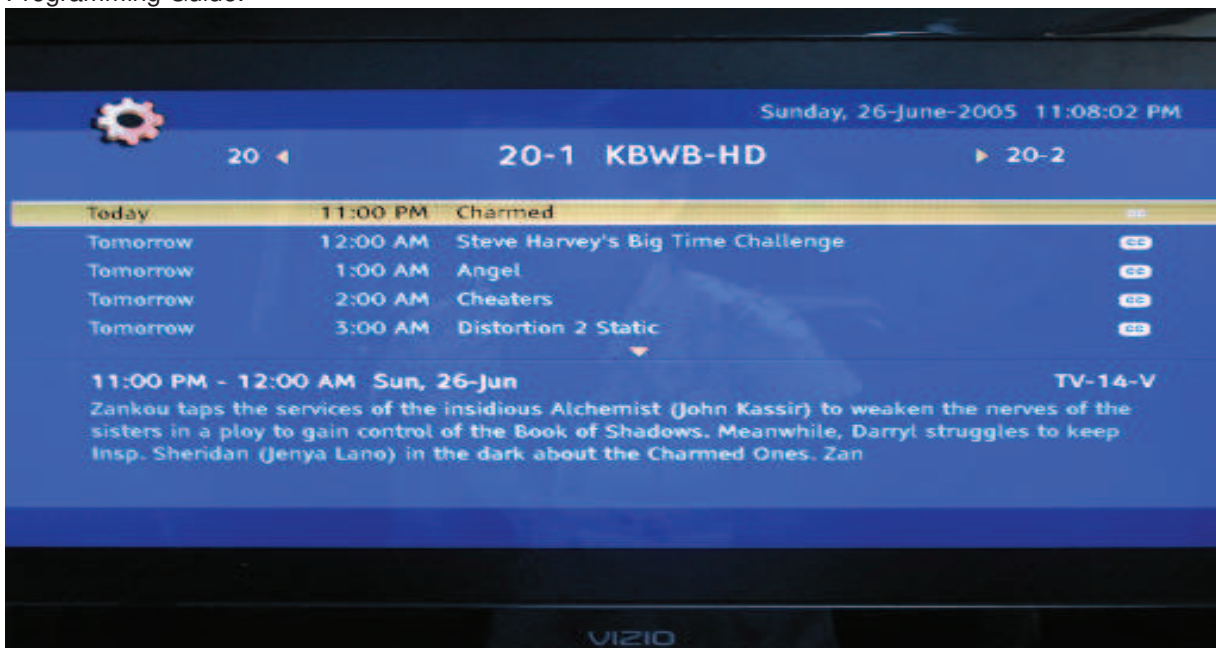 Programming Guide.
Sunday, 26-June-2005 11:08:02 PM
20 20-1 KBWB-HD 20-2
Today 11:00 PM Charmed CC
Tomorrow 12:00 AM Steve Harvey's Big Time Challenge CC
Tomorrow 1:00 AM Angel CC
Tomorrow 2:00 AM Cheaters CC
Tomorrow 3:00 AM Distortion 2 Static CC
11:00 PM - 12:00 AM Sun, 26-Jun TV-14-V
Zankou taps the services of the insidious Alchemist (John Kassir) to weaken the nerves of the
sisters in a ploy to gain control of the Book of Shadows. Meanwhile, Darryl struggles to keep
Insp. Sheridan (Jenya Lano) in the dark about the Charmed Ones. Zan
VIZIO